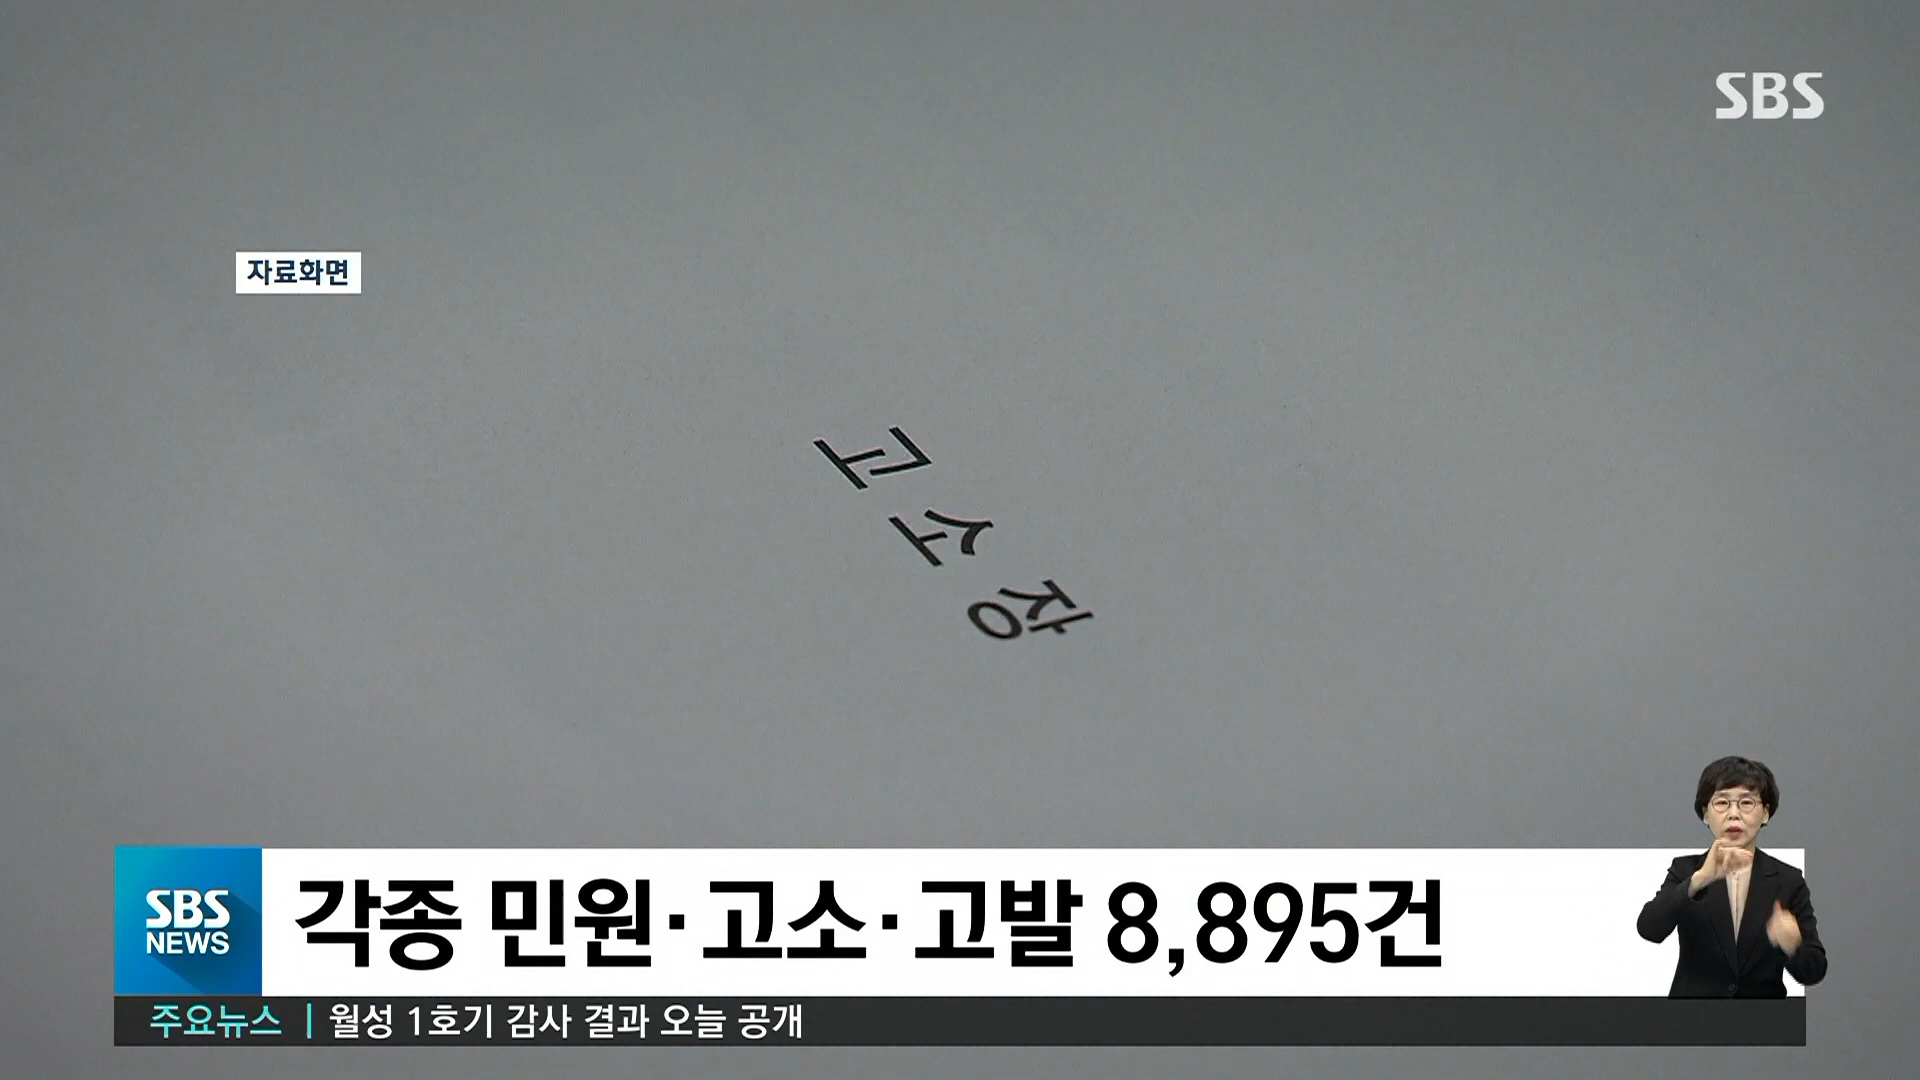 SBS
자료화면
고소장
SBS
NEWS
각종 민원·고소·고발 8,895건
주요뉴스 | 월성 1호기 감사 결과 오늘 공개